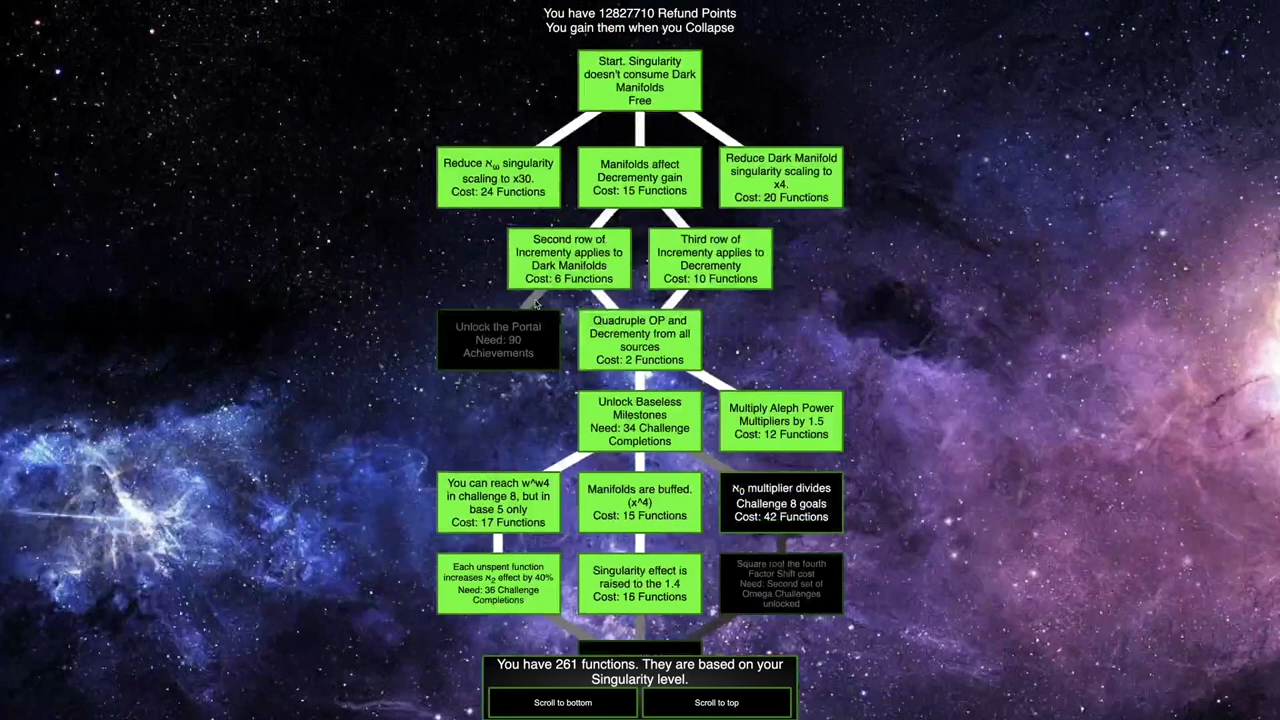 You have 12827710 Refund Points
You gain them when you Collapse
Start. Singularity
doesn't consume Dark
Manifolds
Free
Reduce ℵω singularity
scaling to x30.
Cost: 24 Functions
Manifolds affect
Decrementy gain
Cost: 15 Functions
Reduce Dark Manifold
singularity scaling to
x4.
Cost: 20 Functions
Second row of
Incrementy applies to
Dark Manifolds
Cost: 6 Functions
Third row of
Incrementy applies to
Decrementy
Cost: 10 Functions
Unlock the Portal
Need: 90
Achievements
Quadruple OP and
Decrementy from all
sources
Cost: 2 Functions
Unlock Baseless
Milestones
Need: 34 Challenge
Completions
Multiply Aleph Power
Multipliers by 1.5
Cost: 12 Functions
You can reach w^w4
in challenge 8, but in
base 5 only
Cost: 17 Functions
Manifolds are buffed.
(x^4)
Cost: 15 Functions
ℵ0 multiplier divides
Challenge 8 goals
Cost: 42 Functions
Each unspent function
increases ℵ2 effect by 40%
Need: 36 Challenge
Completions
Singularity effect is
raised to the 1.4
Cost: 16 Functions
Square root the fourth
Factor Shift cost
Need: Second set of
Omega Challenges
unlocked
You have 261 functions. They are based on your
Singularity level.
Scroll to bottom
Scroll to top